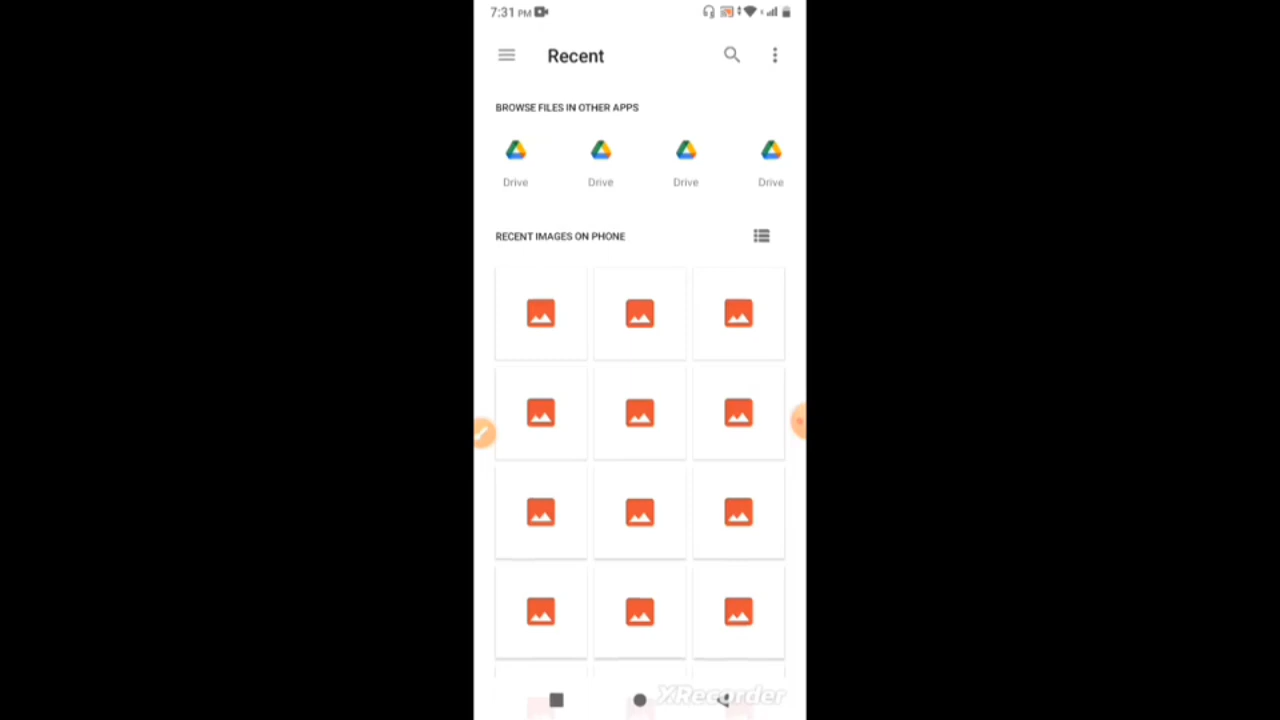 7:31 PM
Recent
BROWSE FILES IN OTHER APPS
Drive Drive Drive Drive
RECENT IMAGES ON PHONE
XRecorder